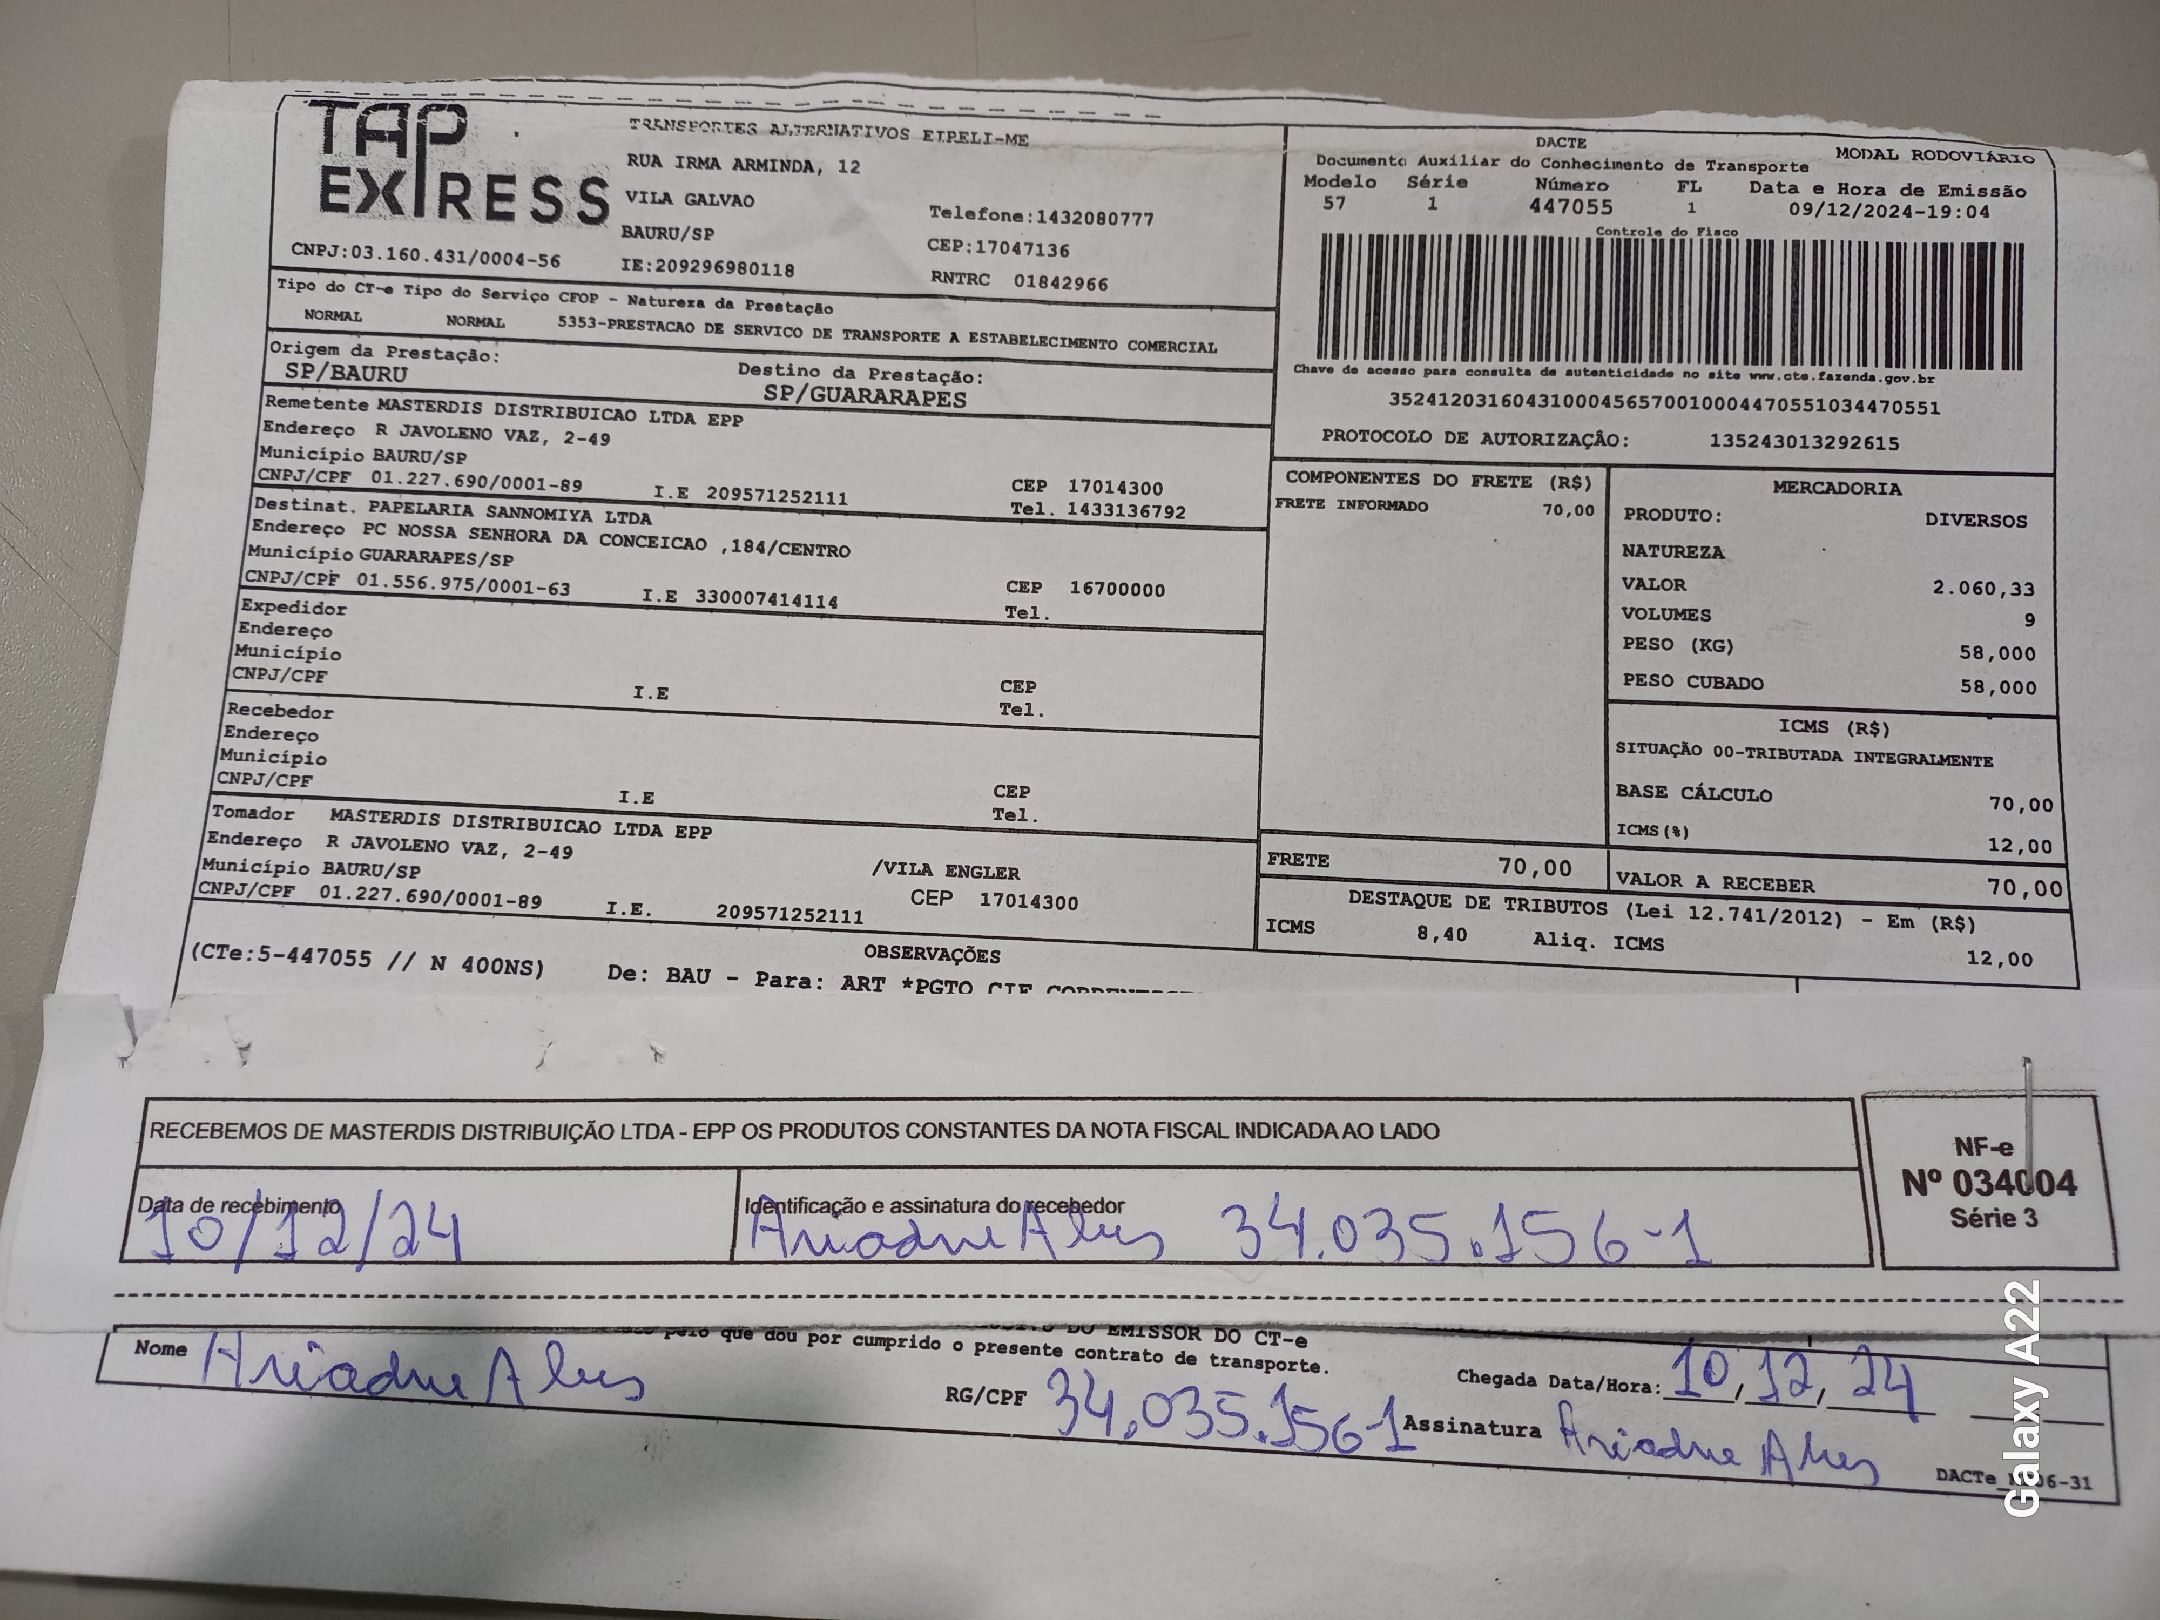 TAP EXPRESS
TRANSPORTES ALTERNATIVOS EIRELI-ME
RUA IRMA ARMINDA, 12
VILA GALVAO
BAURU/SP
IE:209296980118
Telefone:1432080777
CEP:17047136
RNTRC 01842966
CNPJ:03.160.431/0004-56
DACTE
MODAL RODOVIÁRIO
Documento Auxiliar do Conhecimento de Transporte
Modelo Série Número FL Data e Hora de Emissão
57 1 447055 1 09/12/2024-19:04
Controle do Fisco
Chave de acesso para consulta de autenticidade no site www.cte.fazenda.gov.br
35241203160431000456570010004470551034470551
PROTOCOLO DE AUTORIZAÇÃO: 135243013292615
Tipo do CT-e Tipo do Serviço CFOP - Natureza da Prestação
NORMAL NORMAL 5353-PRESTACAO DE SERVICO DE TRANSPORTE A ESTABELECIMENTO COMERCIAL
Origem da Prestação: Destino da Prestação:
SP/BAURU SP/GUARARAPES
Remetente MASTERDIS DISTRIBUICAO LTDA EPP
Endereço R JAVOLENO VAZ, 2-49
Município BAURU/SP CEP 17014300
CNPJ/CPF 01.227.690/0001-89 I.E 209571252111 Tel. 1433136792
Destinat. PAPELARIA SANNOMIYA LTDA
Endereço PC NOSSA SENHORA DA CONCEICAO ,184/CENTRO
Município GUARARAPES/SP CEP 16700000
CNPJ/CPF 01.556.975/0001-63 I.E 330007414114 Tel.
Expedidor
Endereço
Município CEP
CNPJ/CPF I.E Tel.
Recebedor
Endereço
Município CEP
CNPJ/CPF I.E Tel.
Tomador MASTERDIS DISTRIBUICAO LTDA EPP
Endereço R JAVOLENO VAZ, 2-49 /VILA ENGLER
Município BAURU/SP CEP 17014300
CNPJ/CPF 01.227.690/0001-89 I.E. 209571252111
COMPONENTES DO FRETE (R$)
FRETE INFORMADO 70,00
MERCADORIA
PRODUTO: DIVERSOS
NATUREZA
VALOR 2.060,33
VOLUMES 9
PESO (KG) 58,000
PESO CUBADO 58,000
ICMS (R$)
SITUAÇÃO 00-TRIBUTADA INTEGRALMENTE
BASE CÁLCULO 70,00
ICMS(%) 12,00
FRETE 70,00 VALOR A RECEBER 70,00
DESTAQUE DE TRIBUTOS (Lei 12.741/2012) - Em (R$)
ICMS 8,40 Aliq. ICMS 12,00
OBSERVAÇÕES
(CTe:5-447055 // N 400NS) De: BAU - Para: ART *PGTO CIF
RECEBEMOS DE MASTERDIS DISTRIBUIÇÃO LTDA - EPP OS PRODUTOS CONSTANTES DA NOTA FISCAL INDICADA AO LADO
Data de recebimento Identificação e assinatura do recebedor
10/12/24 Ariadne Alves 34.035.156-1
NF-e
Nº 034004
Série 3
DO EMISSOR DO CT-e
pelo que dou por cumprido o presente contrato de transporte.
Nome Ariadne Alves
RG/CPF 34.035.156-1
Chegada Data/Hora: 10,12,24
Assinatura Ariadne Alves
DACTe 06-31
Galaxy A22